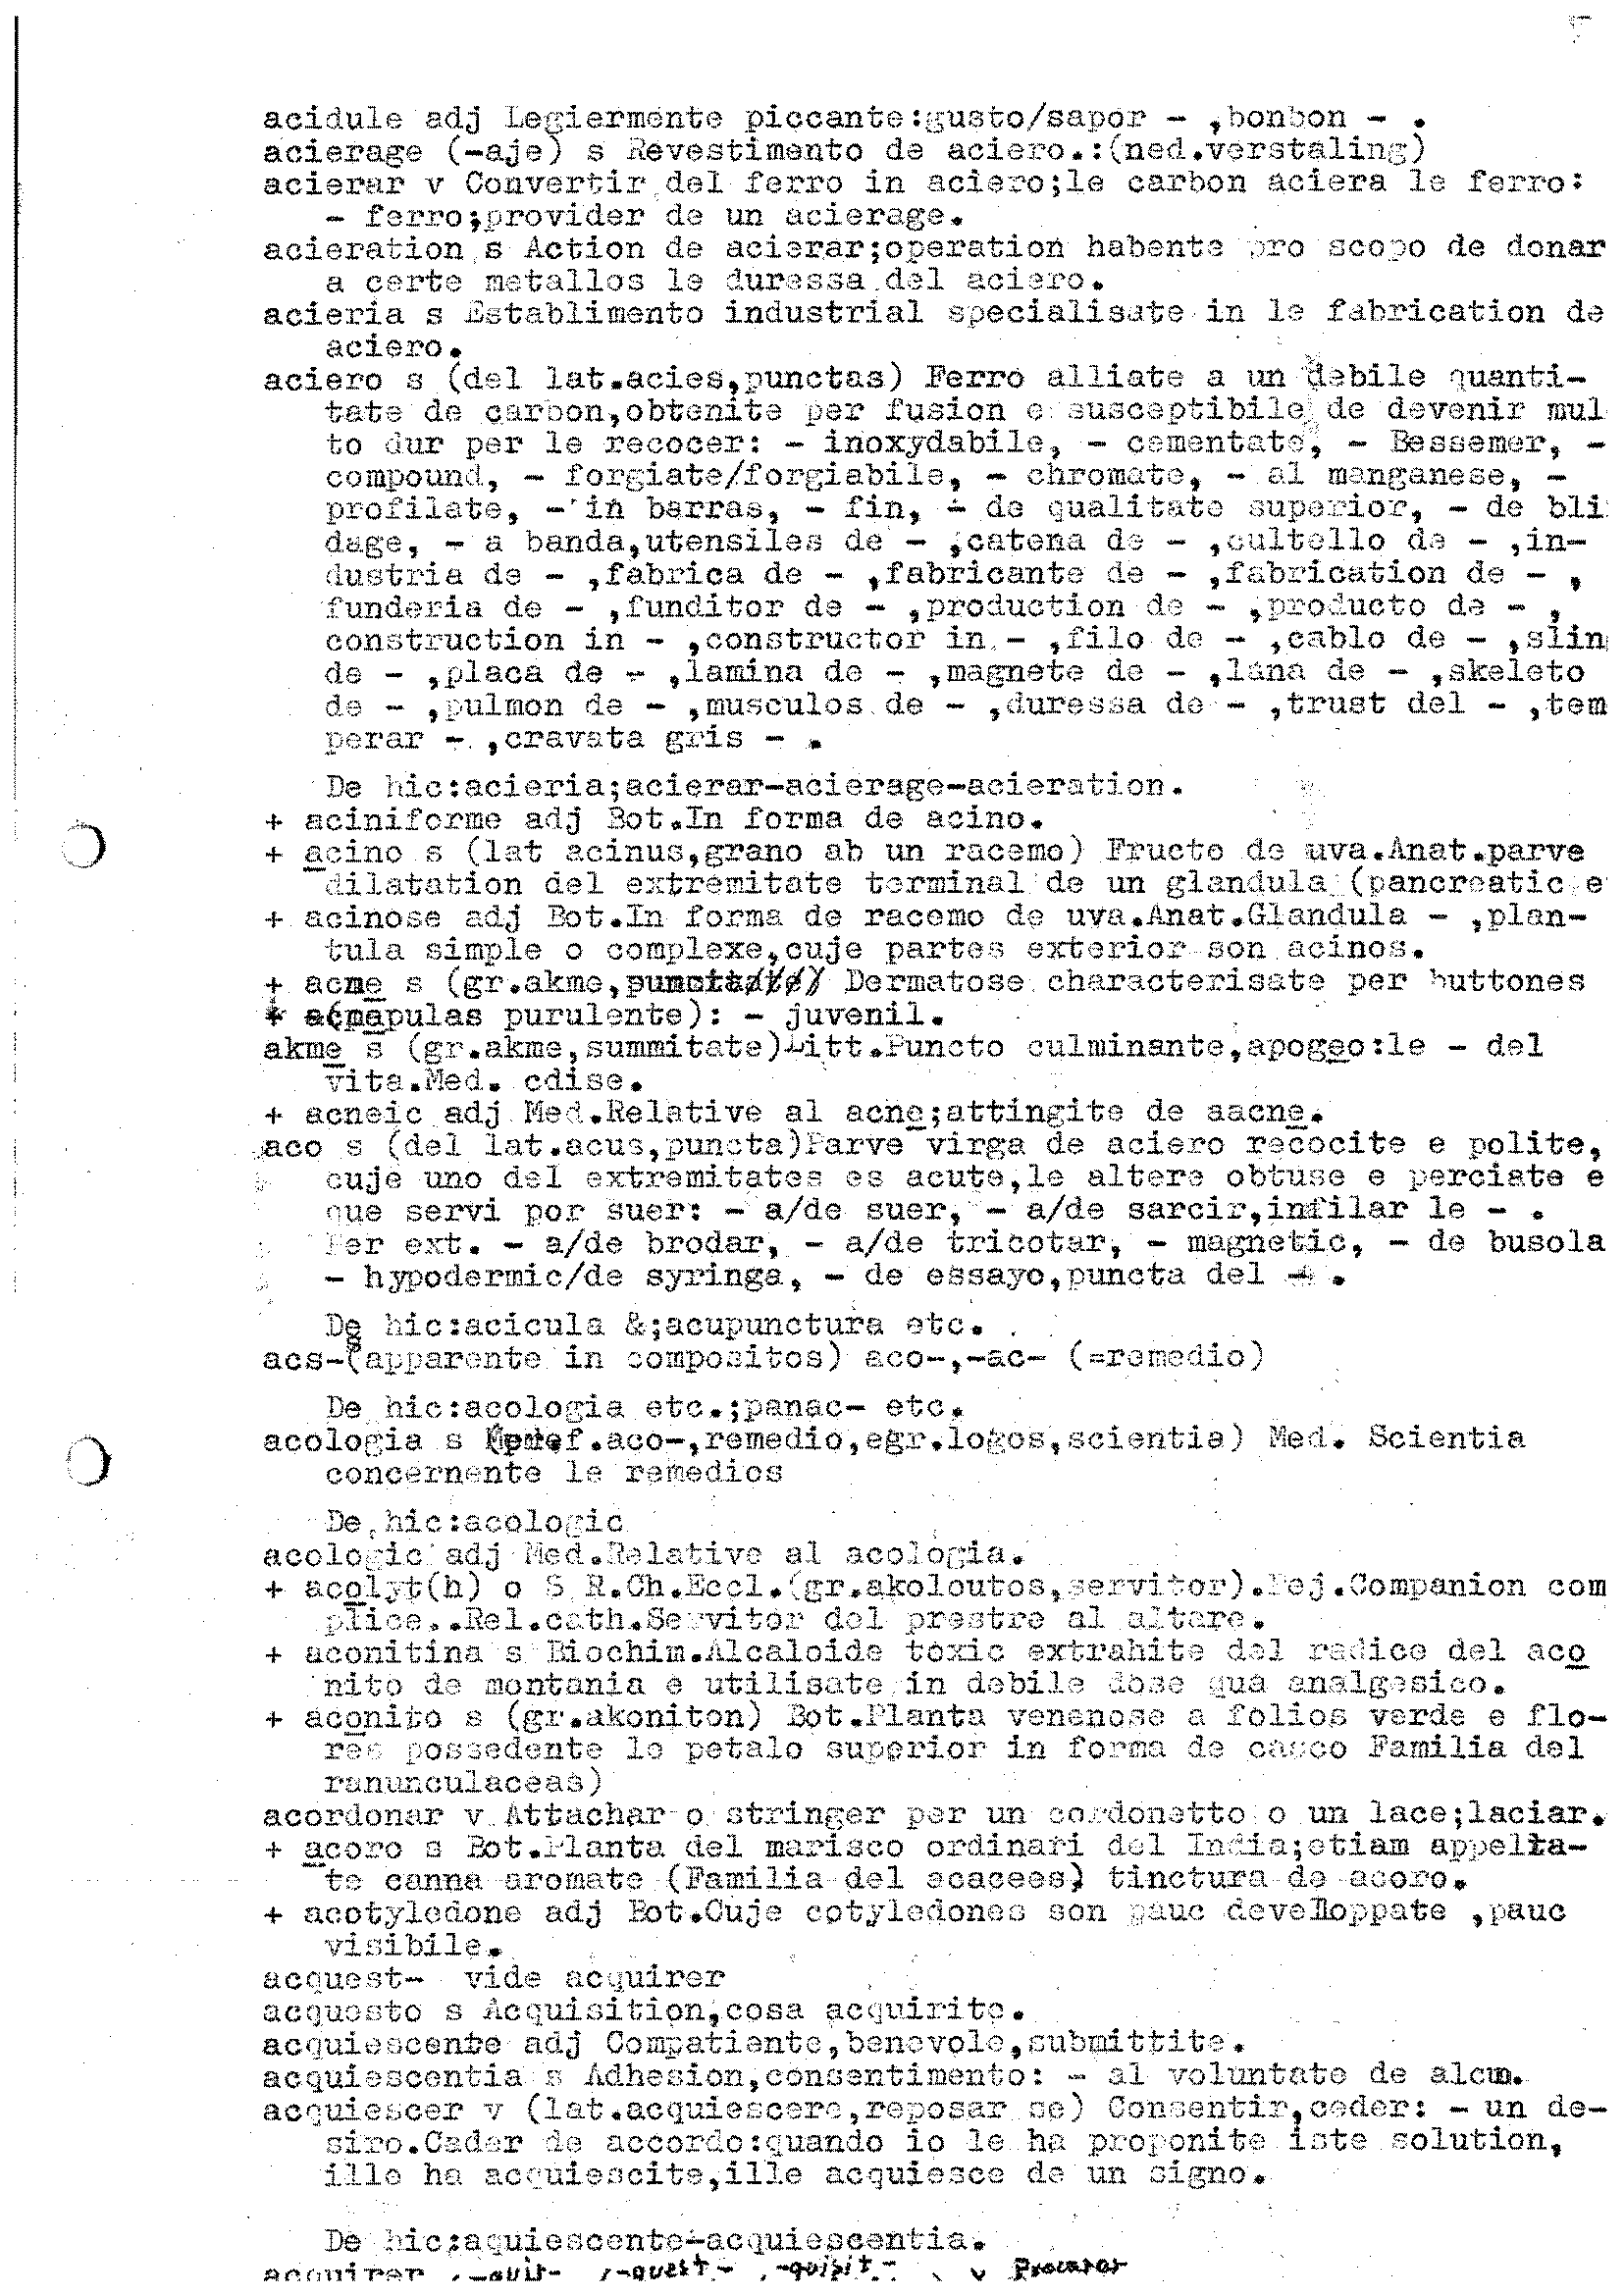 acidule adj Legiermente piccante:gusto/sapor - ,bonbon - .
acierage (-aje) s Revestimento de aciero.:(ned.verstaling)
acierar v Convertir del ferro in aciero;le carbon aciera le ferro:
- ferro;provider de un acierage.
acieration s Action de acierar;operation habente pro scopo de donar
a certe metallos le duressa del aciero.
acieria s Establimento industrial specialisate in le fabrication de
aciero.
aciero s (del lat.acies,punctas) Ferro alliate a un debile quanti-
tate de carbon,obtenite per fusion e susceptibile de devenir mul
to dur per le recocer: - inoxydabile, - cementate, - Bessemer, -
compound, - forgiate/forgiabile, - chromate, - al manganese, -
profilate, - in barras, - fin, - de qualitate superior, - de blin
dage, - a banda,utensiles de - ,catena de - ,cultello de - ,in-
dustria de - ,fabrica de - ,fabricante de - ,fabrication de - ,
funderia de - ,funditor de - ,production de - ,producto de - ,
construction in - ,constructor in - ,filo de - ,cablo de - ,sling
de - ,placa de - ,lamina de - ,magnete de - ,lana de - ,skeleto
de - ,pulmon de - ,musculos de - ,duressa de - ,trust del - ,tem
perar - ,cravata gris - .
De hic:acieria;acierar-acierage-acieration.
+ aciniforme adj Bot.In forma de acino.
+ acino s (lat acinus,grano ab un racemo) Fructo de uva.Anat.parve
dilatation del extremitate terminal de un glandula (pancreatic e
+ acinose adj Bot.In forma de racemo de uva.Anat.Glandula - ,plan-
tula simple o complexe,cuje partes exterior son acinos.
+ acne s (gr.akme, Dermatose characterisate per buttones
(papulas purulente): - juvenil.
akme s (gr.akme,summitate)Litt.Puncto culminante,apogeo:le - del
vita.Med. cdise.
+ acneic adj Med.Relative al acne;attingite de aacne.
aco s (del lat.acus,puncta)Parve virga de aciero recocite e polite,
cuje uno del extremitates es acute,le altere obtuse e perciate e
que servi por suer: - a/de suer, - a/de sarcir,infilar le - .
Per ext. - a/de brodar, - a/de tricotar, - magnetic, - de busola
- hypodermic/de syringa, - de essayo,puncta del - .
De hic:acicula &;acupunctura etc.
acs-(apparente in compositos) aco-,-ac- (=remedio)
De hic:acologia etc.;panac- etc.
acologia s (pref.aco-,remedio,egr.logos,scientia) Med. Scientia
concernente le remedios
De hic:acologic
acologic adj Med.Relative al acologia.
+ acolyt(h) o S R.Ch.Eccl.(gr.akoloutos,servitor).Pej.Companion com
plice..Rel.cath.Servitor del prestre al altare.
+ aconitina s Biochim.Alcaloide toxic extrahite del radice del aco
nito de montania e utilisate in debile dose qua analgesico.
+ aconito s (gr.akoniton) Bot.Planta venenose a folios verde e flo-
res possedente le petalo superior in forma de casco Familia del
ranunculaceas)
acordonar v Attachar o stringer per un cordonetto o un lace;laciar.
+ acoro s Bot.Planta del marisco ordinari del India;etiam appella-
te canna aromate (Familia del acacees) tinctura de acoro.
+ acotyledone adj Bot.Cuje cotyledones son pauc develloppate ,pauc
visibile.
acquest- vide acquirer
acquesto s Acquisition,cosa acquirite.
acquiescente adj Compatiente,benevole,submittite.
acquiescentia s Adhesion,consentimento: - al voluntate de alcun.
acquiescer v (lat.acquiescere,reposar se) Consentir,ceder: - un de-
siro.Cader de accordo:quando io le ha proponite iste solution,
ille ha acquiescite,ille acquiesce de un signo.
De hic:aquiescente-acquiescentia.
acquirer ,-quir- ,-quest- ,-quisit- v Procurar